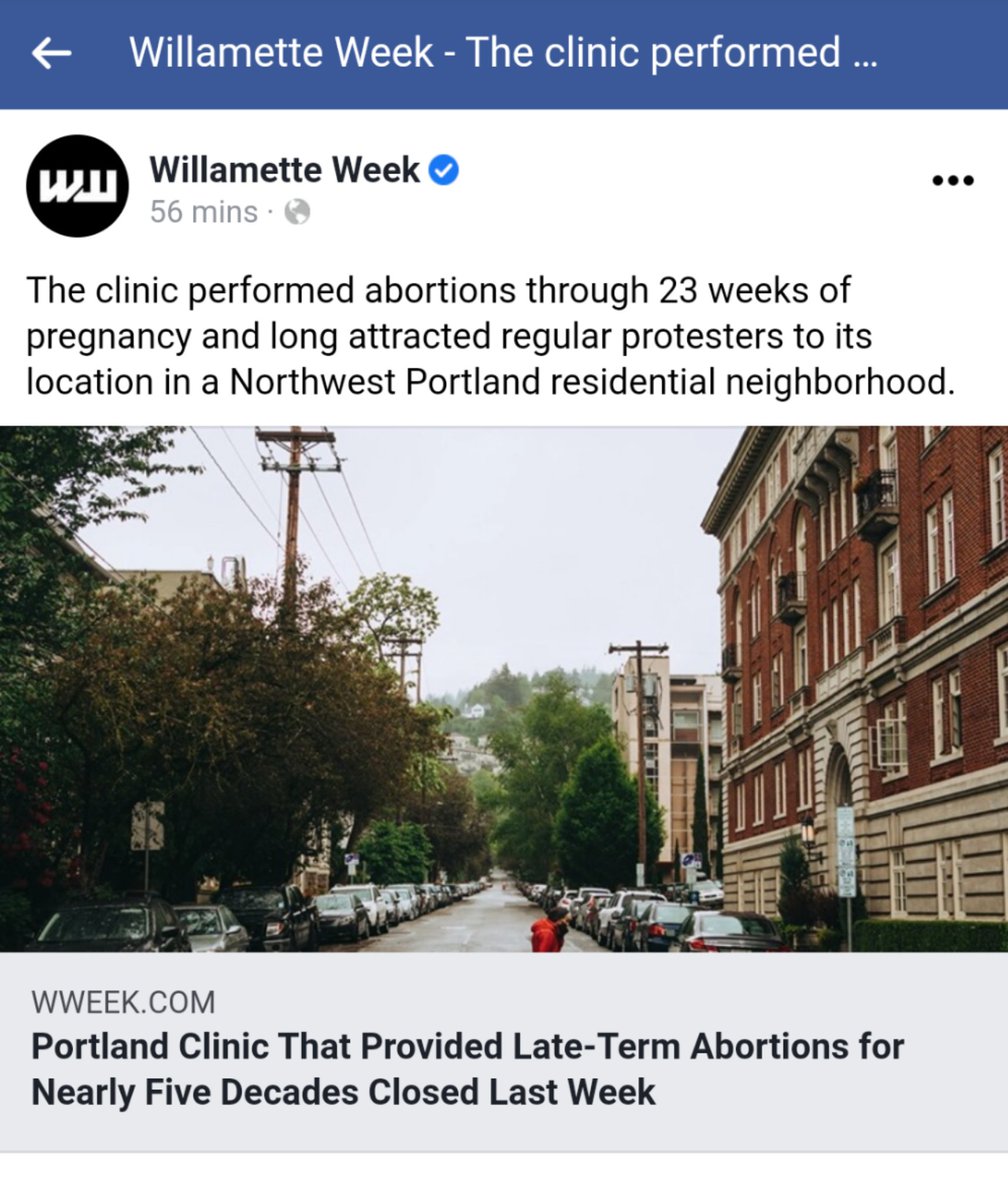 Willamette Week - The clinic performed ...
WW
Willamette Week
56 mins ·
The clinic performed abortions through 23 weeks of
pregnancy and long attracted regular protesters to its
location in a Northwest Portland residential neighborhood.
WWEEK.COM
Portland Clinic That Provided Late-Term Abortions for
Nearly Five Decades Closed Last Week